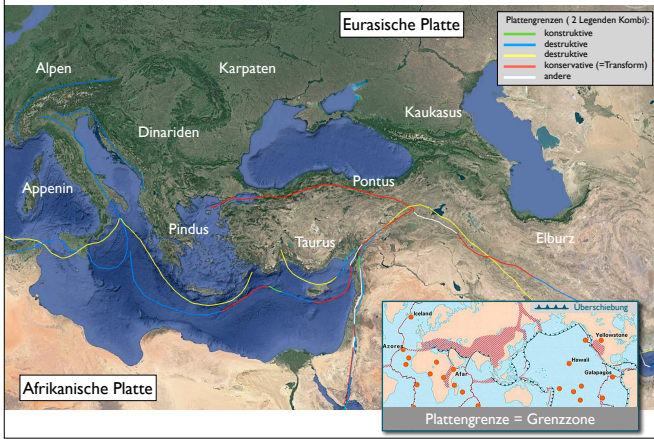 Eurasische Platte
Plattengrenzen ( 2 Legenden Kombi):
konstruktive
destruktive
destruktive
konservative (=Transform)
andere
Alpen
Karpaten
Kaukasus
Dinariden
Appenin
Pontus
Pindus
Taurus
Elburz
Afrikanische Platte
Überschiebung
Iceland
Yellowstone
Azores
Hawaii
Afar
Galapagos
Plattengrenze = Grenzzone